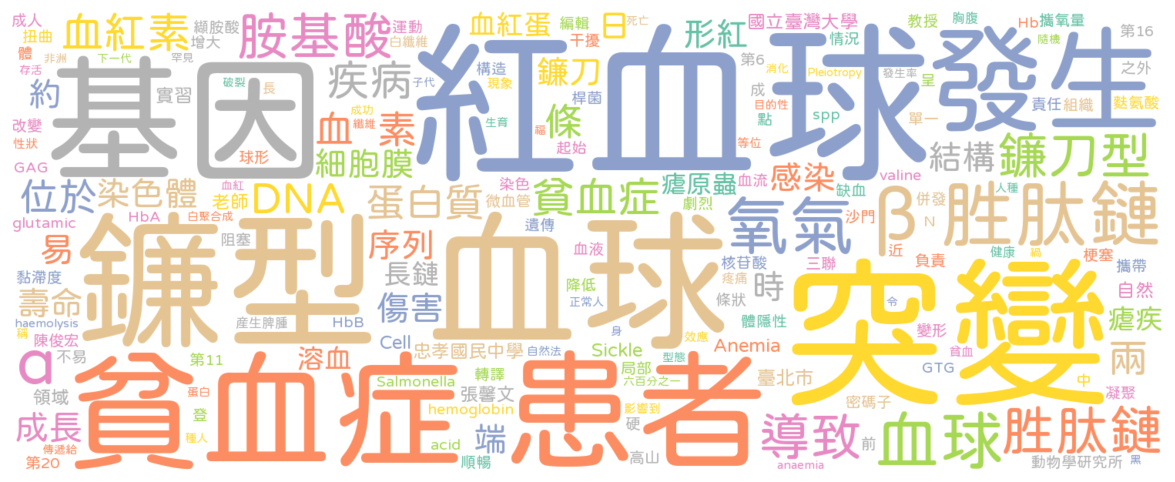 成人
扭曲
血紅素
纈胺酸
增大
胺基酸
運動
白纖維
血紅蛋
編輯
日
死亡
干擾
形紅
國立臺灣大學
情況
教授
胸腹
Hb
攜氧量
隨機
第16
之外
體
存活
非洲
下一代
罕見
基因
破裂
長
疾病
子代
紅血球
構造
現象
鐮刀
桿菌
第6
成
消化
目的性
Pleiotropy
發生率
呈
發生
責任
組織
麩氨酸
約
實習
改變
性狀
GAG
球形
血素
成功
纖維
細胞膜
生育
條
福
起始
等位
點
spp
單一
結構
鐮刀型
位於
染色體
老師
血紅
DNA
染色
微血管
蛋白質
貧血症
瘧原蟲
劇烈
血流
感染
缺血
valine
併發
N
人種
β
胜肽鏈
glutamic
HbA
白聚合成
易
阻塞
序列
遺傳
血液
氧氣
沙門
近
負責
健康
鍋
梗塞
黏滯度
鐮型血球
長鏈
核苷酸
疼痛
三聯
降低
正常人
條狀
時
突變
攜帶
自然
壽命
haemolysis
稱
產生脾腫
HbB
傷害
身
體隱性
效應
令
變形
瘧疾
陳俊宏
α
不易
第11
溶血
自然法
Cell
忠孝國民中學
Sickle
型態
Anemia
貧血
GTG
兩
領域
蛋白
登
貧血症患者
Salmonella
轉譯
局部
六百分之一
張馨文
臺北市
密碼子
中
凝聚
成長
種人
傳遞給
第20
hemoglobin
acid
端
順暢
影響到
硬
高山
導致
anaemia
前
血球
胜肽鏈
動物學研究所
黑